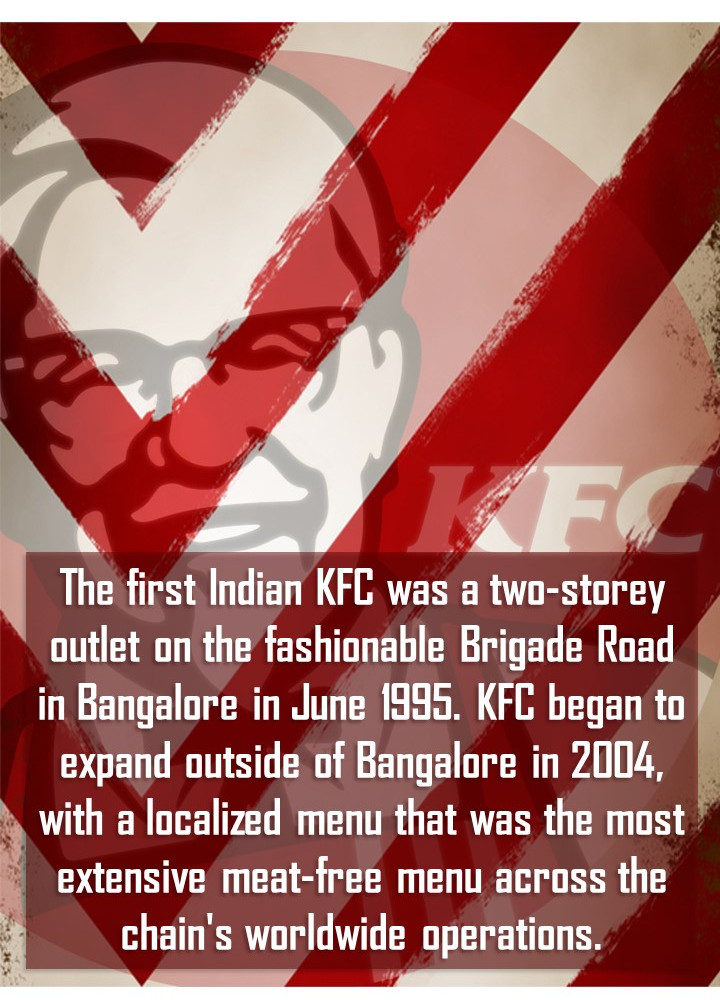 KFC
The first Indian KFC was a two-storey
outlet on the fashionable Brigade Road
in Bangalore in June 1995. KFC began to
expand outside of Bangalore in 2004,
with a localized menu that was the most
extensive meat-free menu across the
chain's worldwide operations.